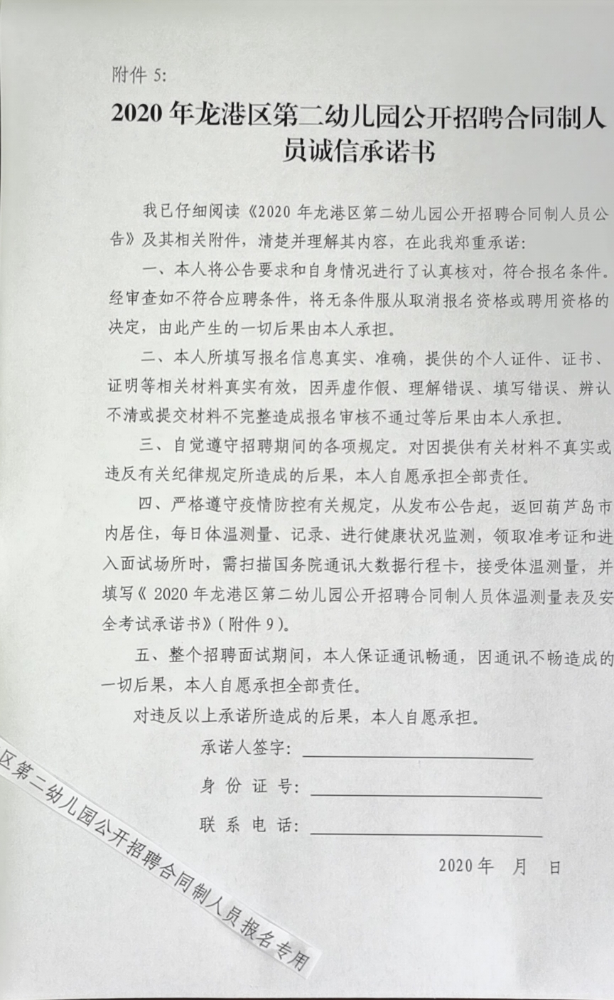 附件 5:
2020 年龙港区第二幼儿园公开招聘合同制人
员诚信承诺书
我已仔细阅读《2020 年龙港区第二幼儿园公开招聘合同制人员公
告》及其相关附件，清楚并理解其内容，在此我郑重承诺：
一、本人将公告要求和自身情况进行了认真核对，符合报名条件。
经审查如不符合应聘条件，将无条件服从取消报名资格或聘用资格的
决定，由此产生的一切后果由本人承担。
二、本人所填写报名信息真实、准确，提供的个人证件、证书、
证明等相关材料真实有效，因弄虚作假、理解错误、填写错误、辨认
不清或提交材料不完整造成报名审核不通过等后果由本人承担。
三、自觉遵守招聘期间的各项规定。对因提供有关材料不真实或
违反有关纪律规定所造成的后果，本人自愿承担全部责任。
四、严格遵守疫情防控有关规定，从发布公告起，返回葫芦岛市
内居住，每日体温测量、记录、进行健康状况监测，领取准考证和进
入面试场所时，需扫描国务院通讯大数据行程卡，接受体温测量，并
填写《 2020 年龙港区第二幼儿园公开招聘合同制人员体温测量表及安
全考试承诺书》（附件 9）。
五、整个招聘面试期间，本人保证通讯畅通，因通讯不畅造成的
一切后果，本人自愿承担全部责任。
对违反以上承诺所造成的后果，本人自愿承担。
承诺人签字：
身 份 证 号：
联 系 电 话：
2020 年 月 日
区第二幼儿园公开招聘合同制人员报名专用